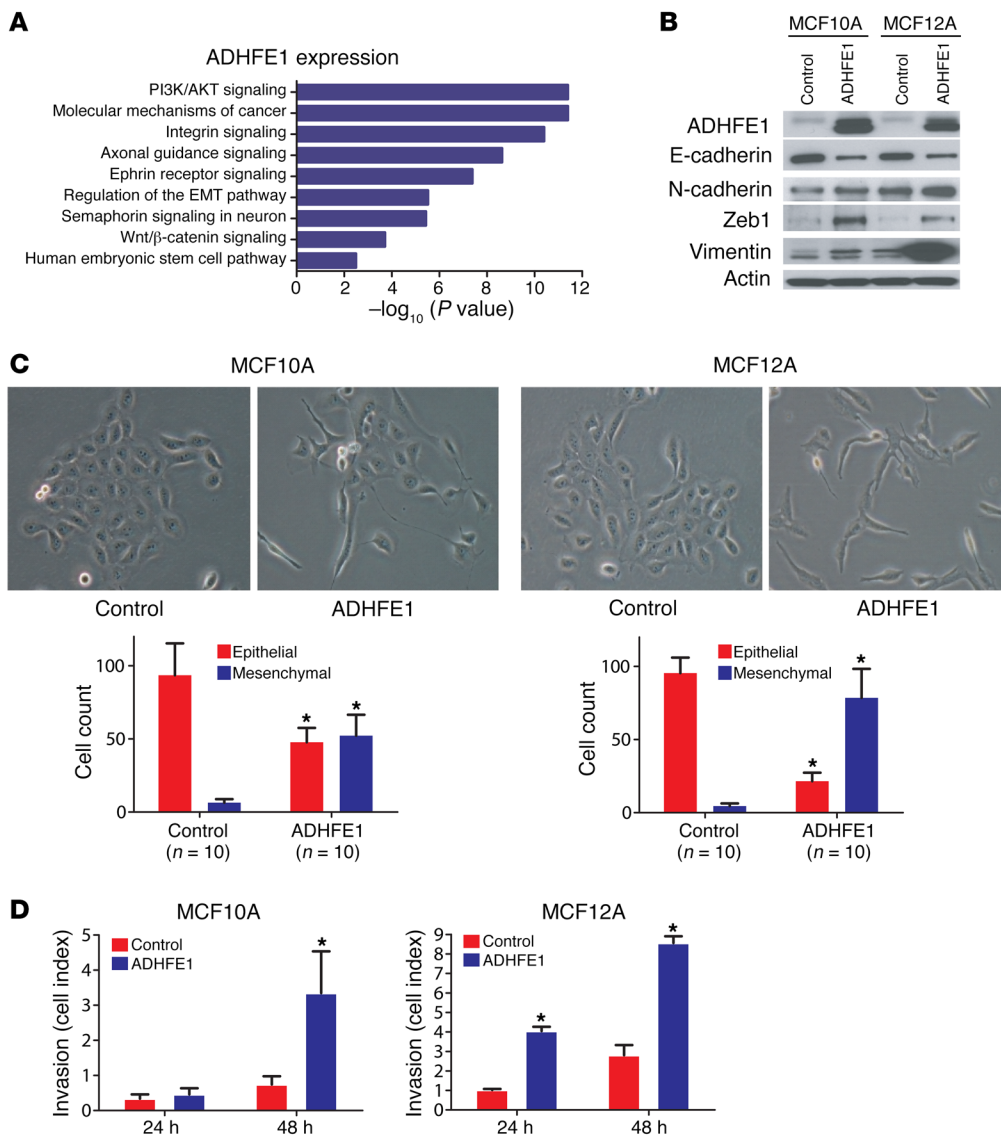 A
ADHFE1 expression
PI3K/AKT signaling
Molecular mechanisms of cancer
Integrin signaling
Axonal guidance signaling
Ephrin receptor signaling
Regulation of the EMT pathway
Semaphorin signaling in neuron
Wnt/β-catenin signaling
Human embryonic stem cell pathway
0 2 4 6 8 10 12
–log10 (P value)
B
MCF10A MCF12A
Control ADHFE1 Control ADHFE1
ADHFE1
E-cadherin
N-cadherin
Zeb1
Vimentin
Actin
C
MCF10A MCF12A
Control ADHFE1 Control ADHFE1
Cell count
100
50
0
Epithelial
Mesenchymal
* *
Control ADHFE1
(n = 10) (n = 10)
Cell count
100
50
0
Epithelial
Mesenchymal
* *
Control ADHFE1
(n = 10) (n = 10)
D
MCF10A
Invasion (cell index)
5
4
3
2
1
0
Control
ADHFE1
*
24 h 48 h
MCF12A
Invasion (cell index)
9
8
7
6
5
4
3
2
1
0
Control
ADHFE1
* *
24 h 48 h